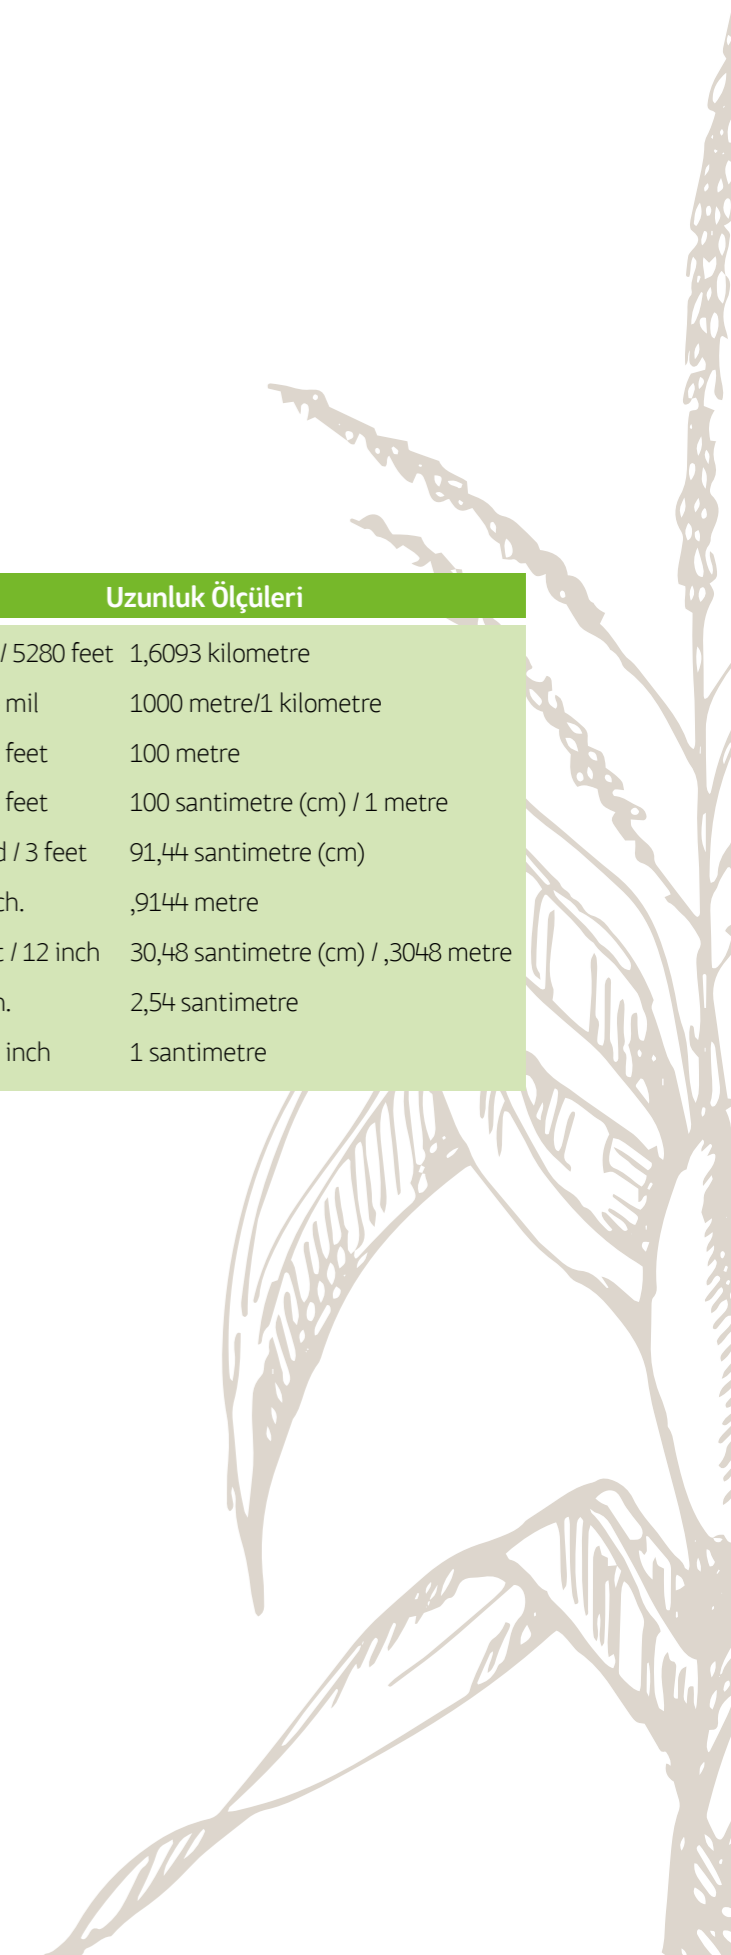 Uzunluk Ölçüleri
/ 5280 feet 1,6093 kilometre
mil 1000 metre/1 kilometre
feet 100 metre
feet 100 santimetre (cm) / 1 metre
/ 3 feet 91,44 santimetre (cm)
,9144 metre
/ 12 inch 30,48 santimetre (cm) / ,3048 metre
2,54 santimetre
inch 1 santimetre